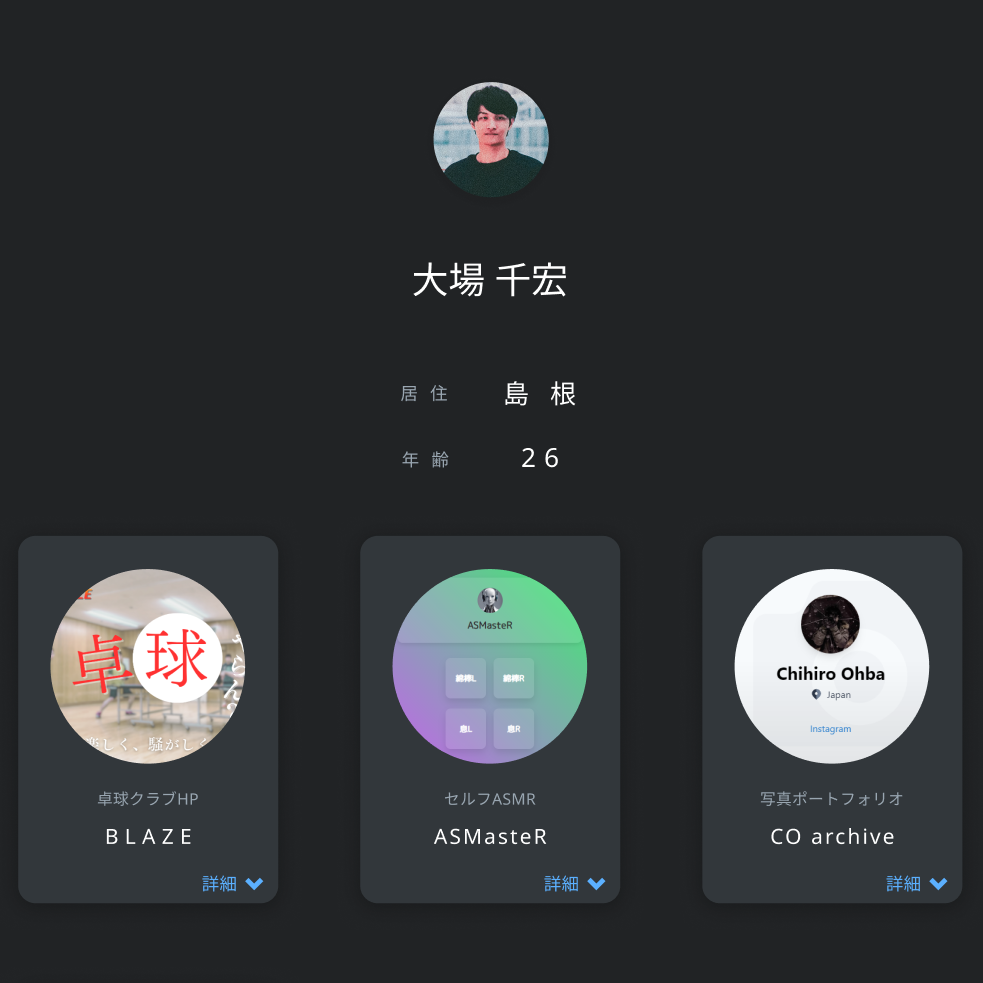 大場 千宏
居住 島根
年齢 26
卓球
楽しく、騒がしく
ASMasteR
綿棒L 綿棒R
息L 息R
Chihiro Ohba
Japan
Instagram
卓球クラブHP
BLAZE
詳細
セルフASMR
ASMasteR
詳細
写真ポートフォリオ
CO archive
詳細